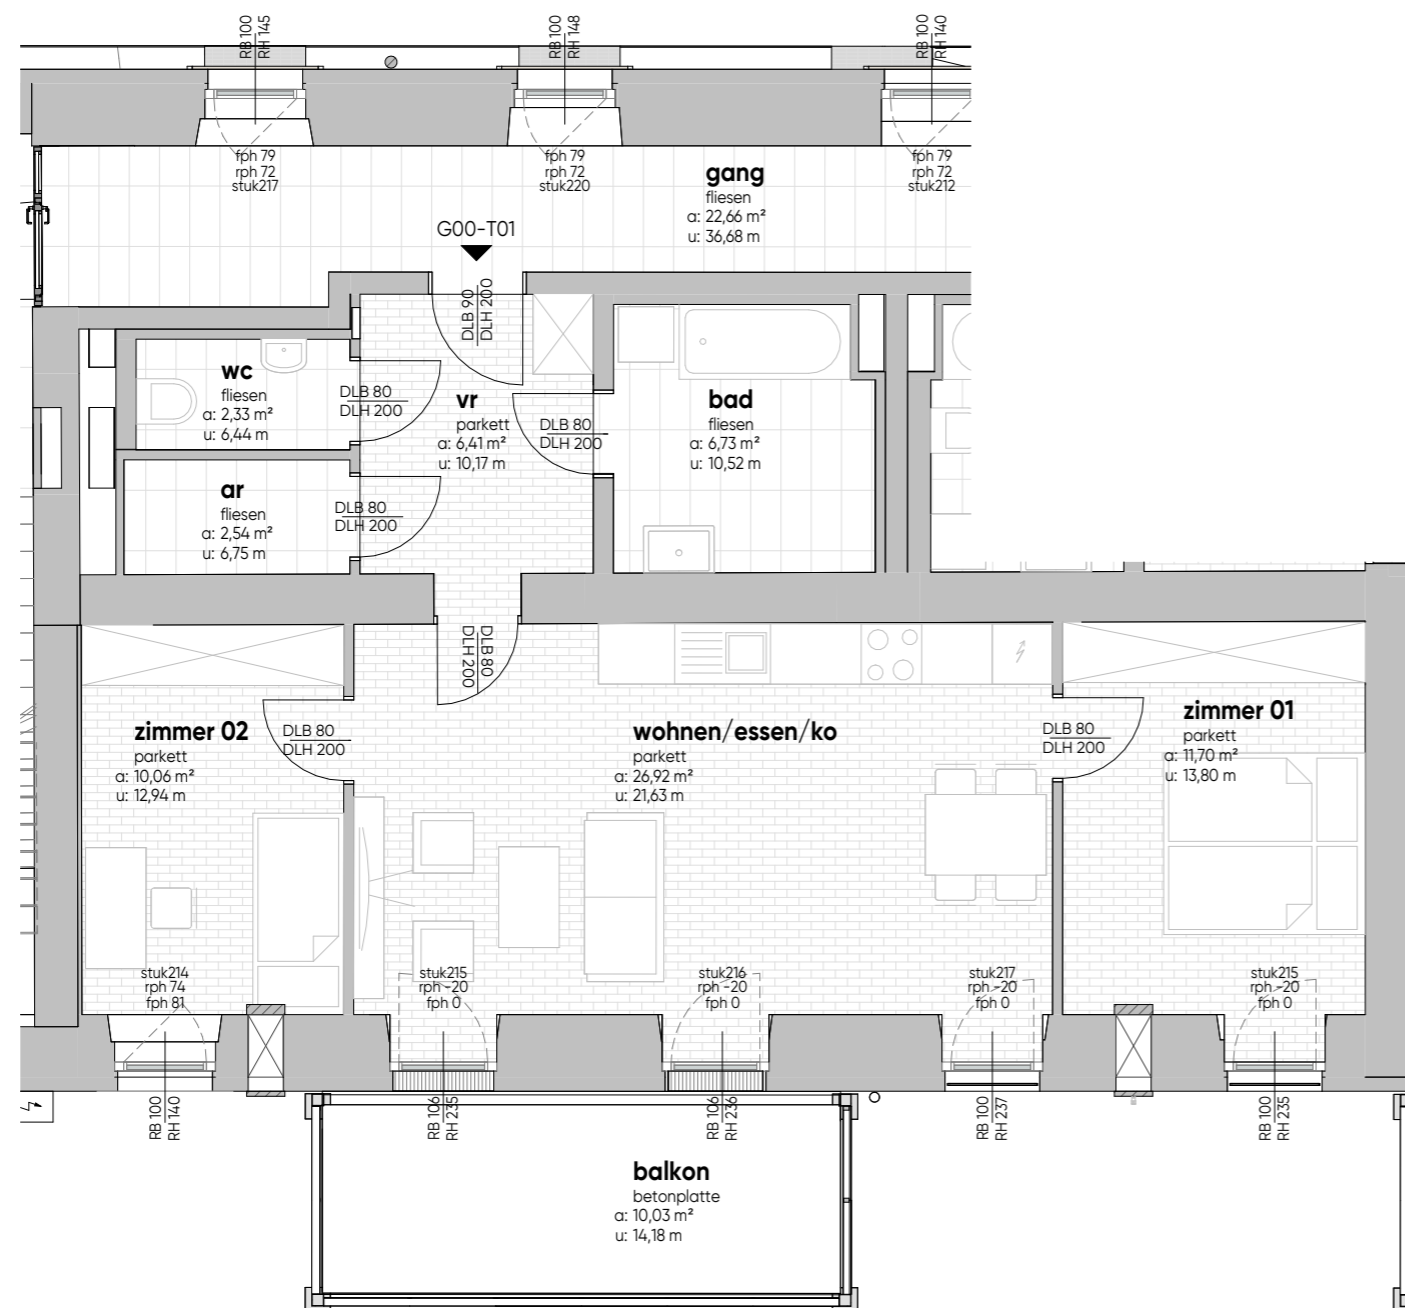 RB 100
RH 145
RB 100
RH 148
RB 100
RH 140
fph 79
rph 72
stuk217
fph 79
rph 72
stuk220
fph 79
rph 72
stuk212
gang
fliesen
a: 22,66 m²
u: 36,68 m
G00-T01
DLB 90
DLH 200
wc
fliesen
a: 2,33 m²
u: 6,44 m
DLB 80
DLH 200
vr
parkett
a: 6,41 m²
u: 10,17 m
DLB 80
DLH 200
bad
fliesen
a: 6,73 m²
u: 10,52 m
ar
fliesen
a: 2,54 m²
u: 6,75 m
DLB 80
DLH 200
DLB 80
DLH 200
zimmer 02
parkett
a: 10,06 m²
u: 12,94 m
DLB 80
DLH 200
wohnen/essen/ko
parkett
a: 26,92 m²
u: 21,63 m
DLB 80
DLH 200
zimmer 01
parkett
a: 11,70 m²
u: 13,80 m
stuk214
rph 74
fph 81
stuk215
rph -20
fph 0
stuk216
rph -20
fph 0
stuk217
rph -20
fph 0
stuk215
rph -20
fph 0
RB 100
RH 140
RB 106
RH 235
RB 106
RH 236
RB 100
RH 237
RB 100
RH 235
balkon
betonplatte
a: 10,03 m²
u: 14,18 m